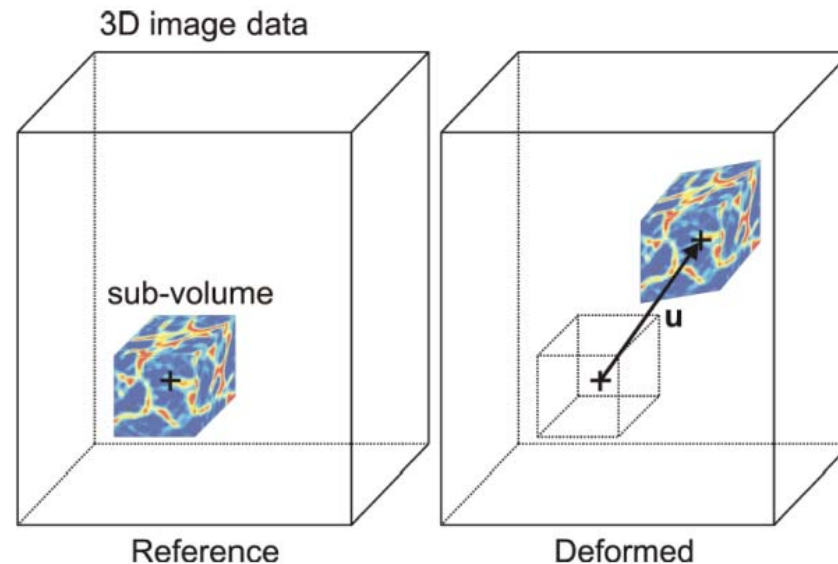 3D image data
sub-volume
u
Reference
Deformed